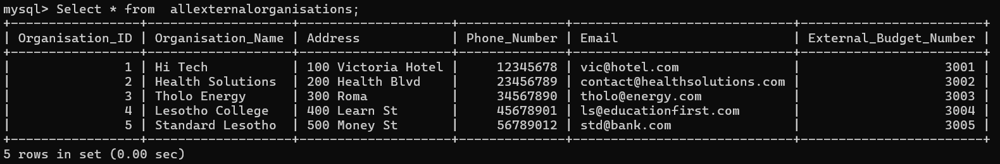 mysql> Select * from  allexternalorganisations;
+-----------------+-------------------+--------------------+--------------+-----------------------------+------------------------+
| Organisation_ID | Organisation_Name | Address            | Phone_Number | Email                       | External_Budget_Number |
+-----------------+-------------------+--------------------+--------------+-----------------------------+------------------------+
|               1 | Hi Tech           | 100 Victoria Hotel |     12345678 | vic@hotel.com               |                   3001 |
|               2 | Health Solutions  | 200 Health Blvd    |     23456789 | contact@healthsolutions.com |                   3002 |
|               3 | Tholo Energy      | 300 Roma           |     34567890 | tholo@energy.com            |                   3003 |
|               4 | Lesotho College   | 400 Learn St       |     45678901 | ls@educationfirst.com       |                   3004 |
|               5 | Standard Lesotho  | 500 Money St       |     56789012 | std@bank.com                |                   3005 |
+-----------------+-------------------+--------------------+--------------+-----------------------------+------------------------+
5 rows in set (0.00 sec)